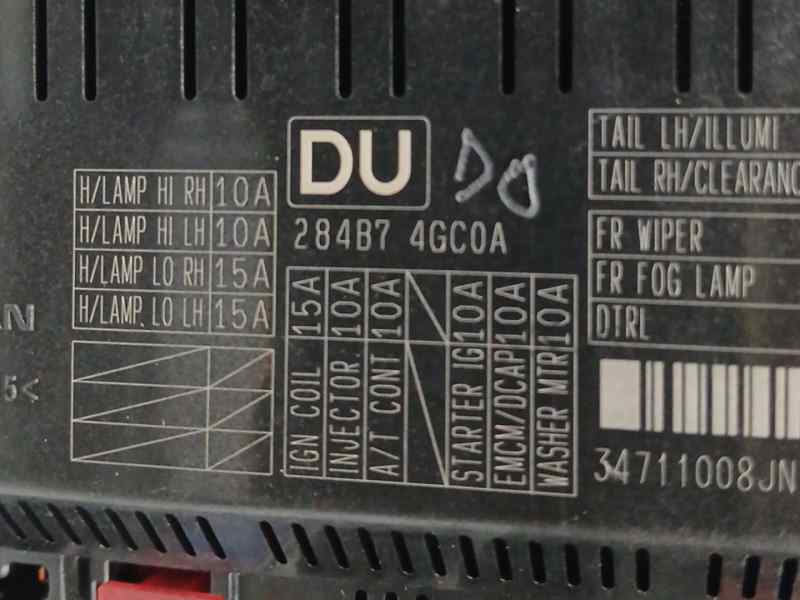 DU
284B7 4GC0A
H/LAMP HI RH 10A
H/LAMP HI LH 10A
H/LAMP LO RH 15A
H/LAMP LO LH 15A
AN
5<
IGN COIL 15A
INJECTOR 10A
A/T CONT 10A
STARTER IG 10A
EMCM/DCAP 10A
WASHER MTR 10A
TAIL LH/ILLUMI
TAIL RH/CLEARANC
FR WIPER
FR FOG LAMP
DTRL
34711008JN